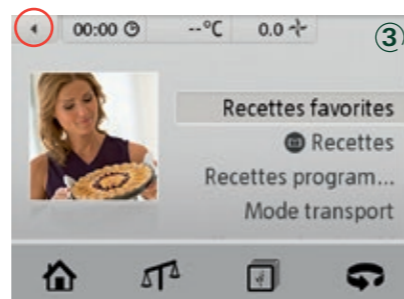 00:00 --°C 0.0
3
Recettes favorites
Recettes
Recettes program...
Mode transport